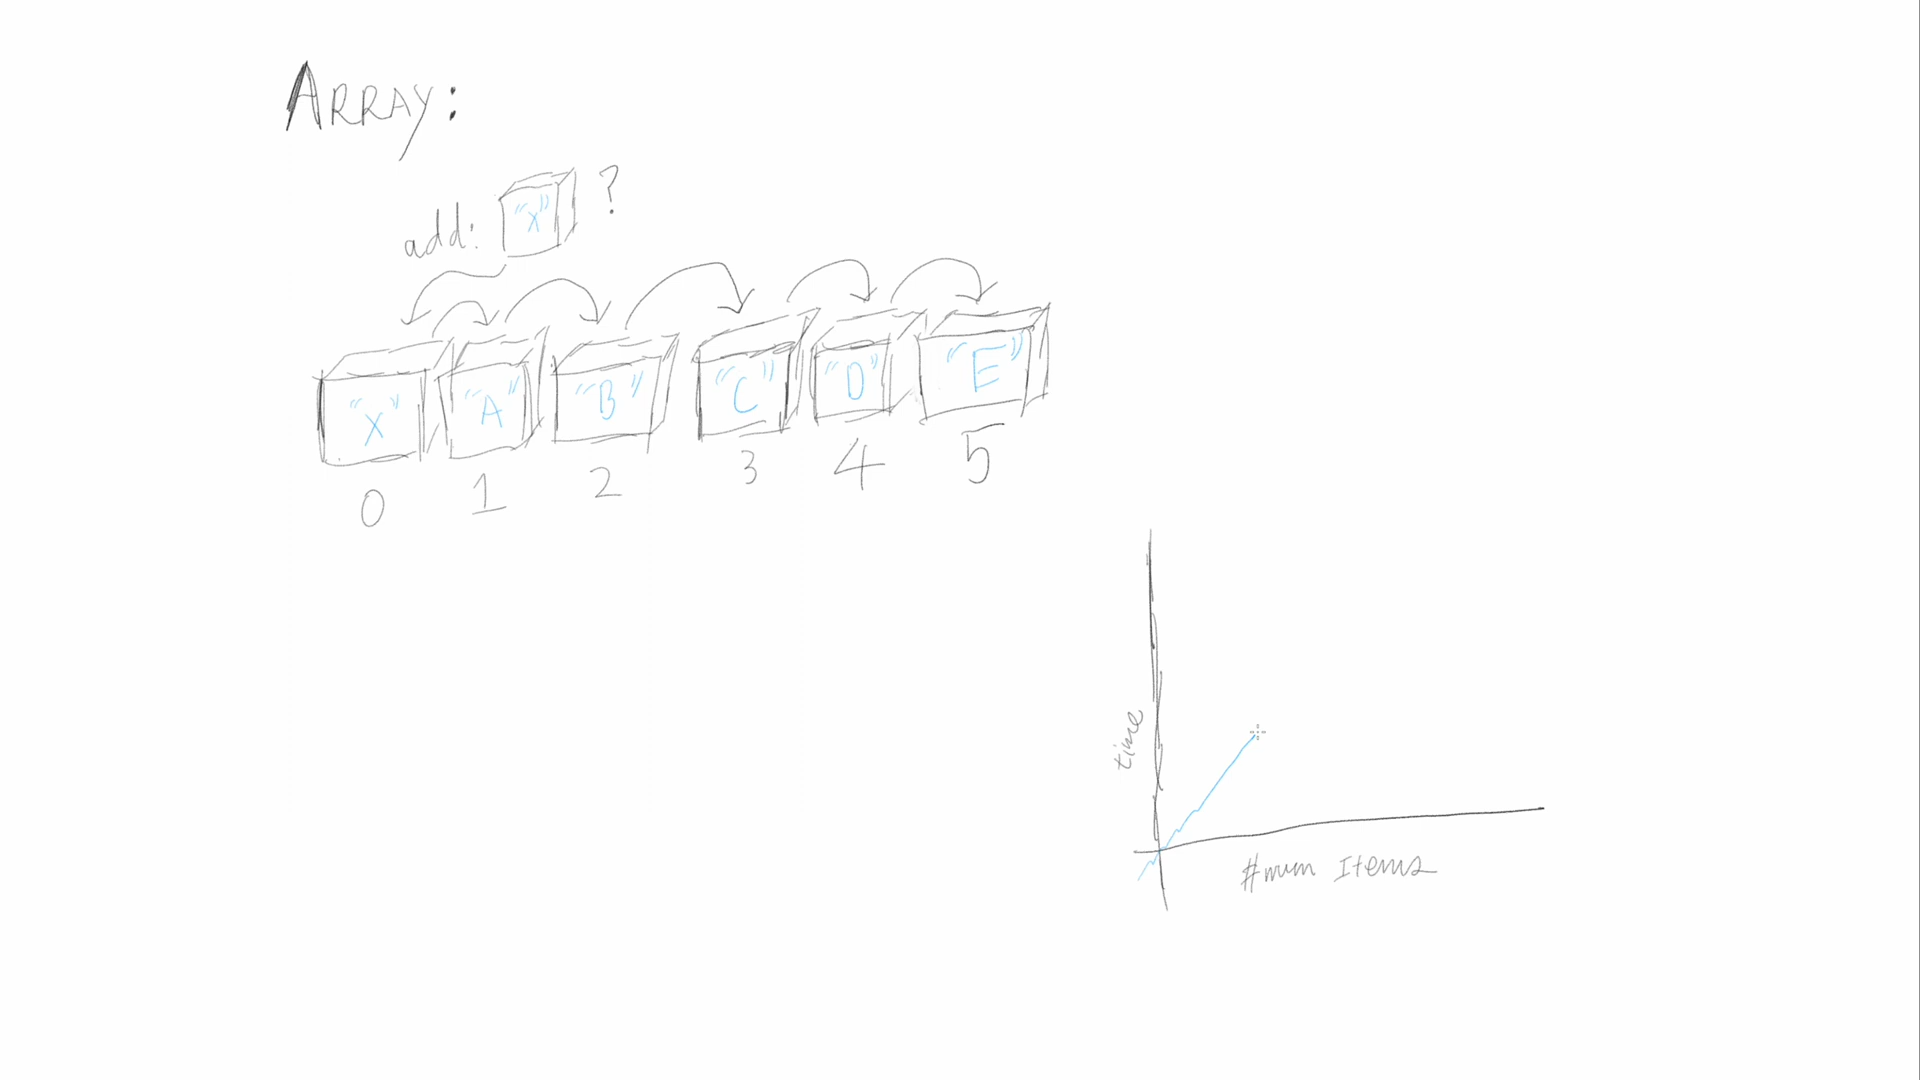 ARRAY:
add: "X" ?
"X" "A" "B" "C" "D" "E"
0 1 2 3 4 5
time
#num Items